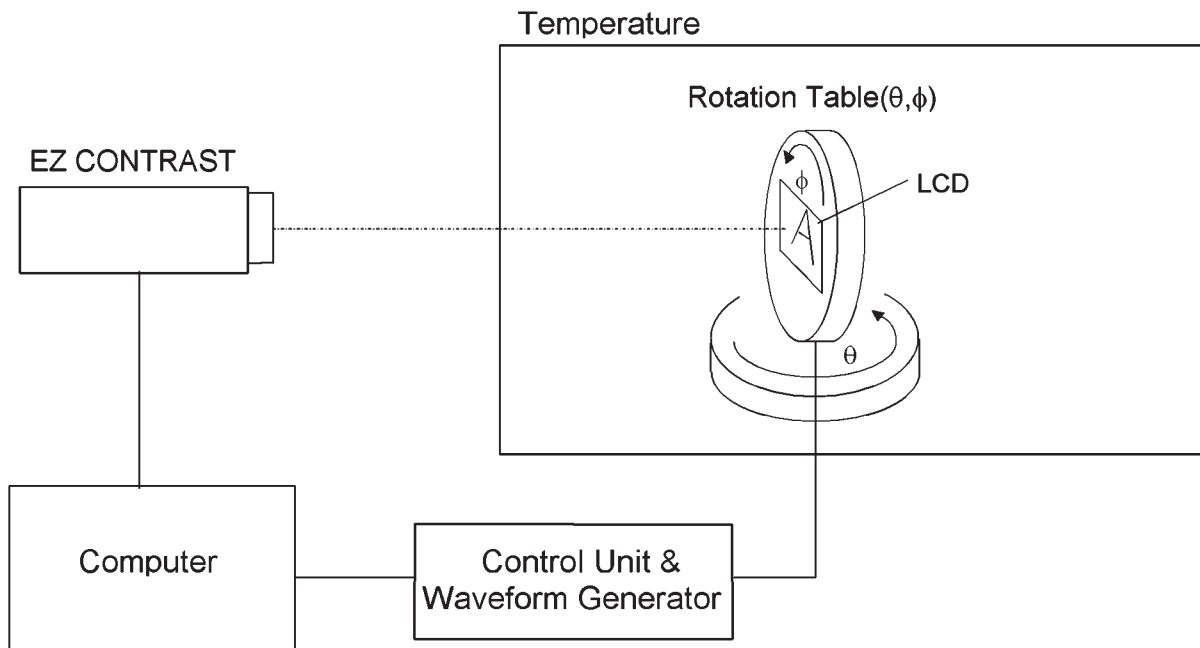 Temperature
Rotation Table(θ,ϕ)
EZ CONTRAST
ϕ
LCD
A
θ
Computer
Control Unit &
Waveform Generator